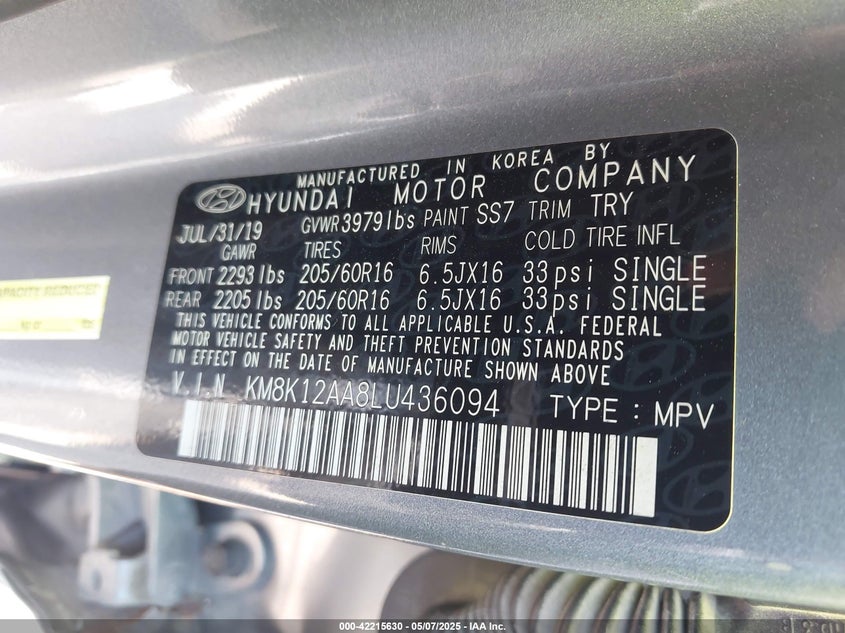 MANUFACTURED IN KOREA BY.
HYUNDAI MOTOR COMPANY
JUL/31/19 GVWR 3979lbs PAINT SS7 TRIM TRY
GAWR TIRES RIMS COLD TIRE INFL
FRONT 2293 lbs 205/60R16 6.5JX16 33psi SINGLE
REAR 2205 lbs 205/60R16 6.5JX16 33psi SINGLE
THIS VEHICLE CONFORMS TO ALL APPLICABLE U.S.A. FEDERAL
MOTOR VEHICLE SAFETY AND THEFT PREVENTION STANDARDS
IN EFFECT ON THE DATE OF MANUFACTURE SHOWN ABOVE
V.I.N KM8K12AA8LU436094 TYPE : MPV
CAPACITY REDUCED
000-42215630 - 05/07/2025 - IAA Inc.